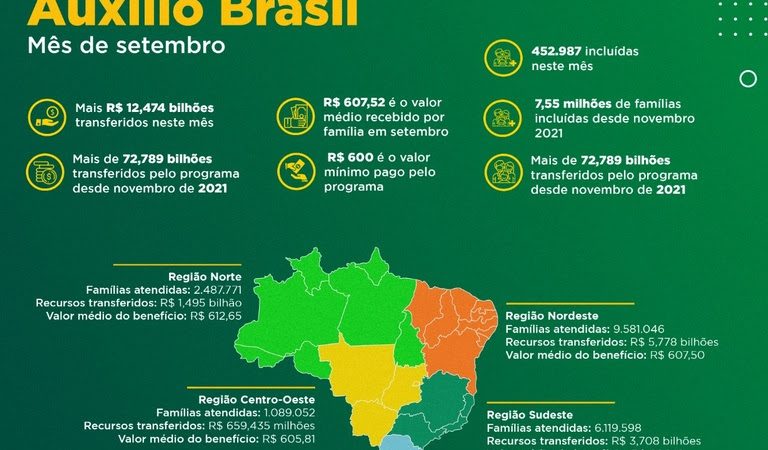 Auxílio Brasil
Mês de setembro
Mais R$ 12,474 bilhões
transferidos neste mês
Mais de 72,789 bilhões
transferidos pelo programa
desde novembro de 2021
R$ 607,52 é o valor
médio recebido por
família em setembro
R$ 600 é o valor
mínimo pago pelo
programa
452.987 incluídas
neste mês
7,55 milhões de famílias
incluídas desde novembro
2021
Mais de 72,789 bilhões
transferidos pelo programa
desde novembro de 2021
Região Norte
Famílias atendidas: 2.487.771
Recursos transferidos: R$ 1,495 bilhão
Valor médio do benefício: R$ 612,65
Região Nordeste
Famílias atendidas: 9.581.046
Recursos transferidos: R$ 5,778 bilhões
Valor médio do benefício: R$ 607,50
Região Centro-Oeste
Famílias atendidas: 1.089.052
Recursos transferidos: R$ 659,435 milhões
Valor médio do benefício: R$ 605,81
Região Sudeste
Famílias atendidas: 6.119.598
Recursos transferidos: R$ 3,708 bilhões